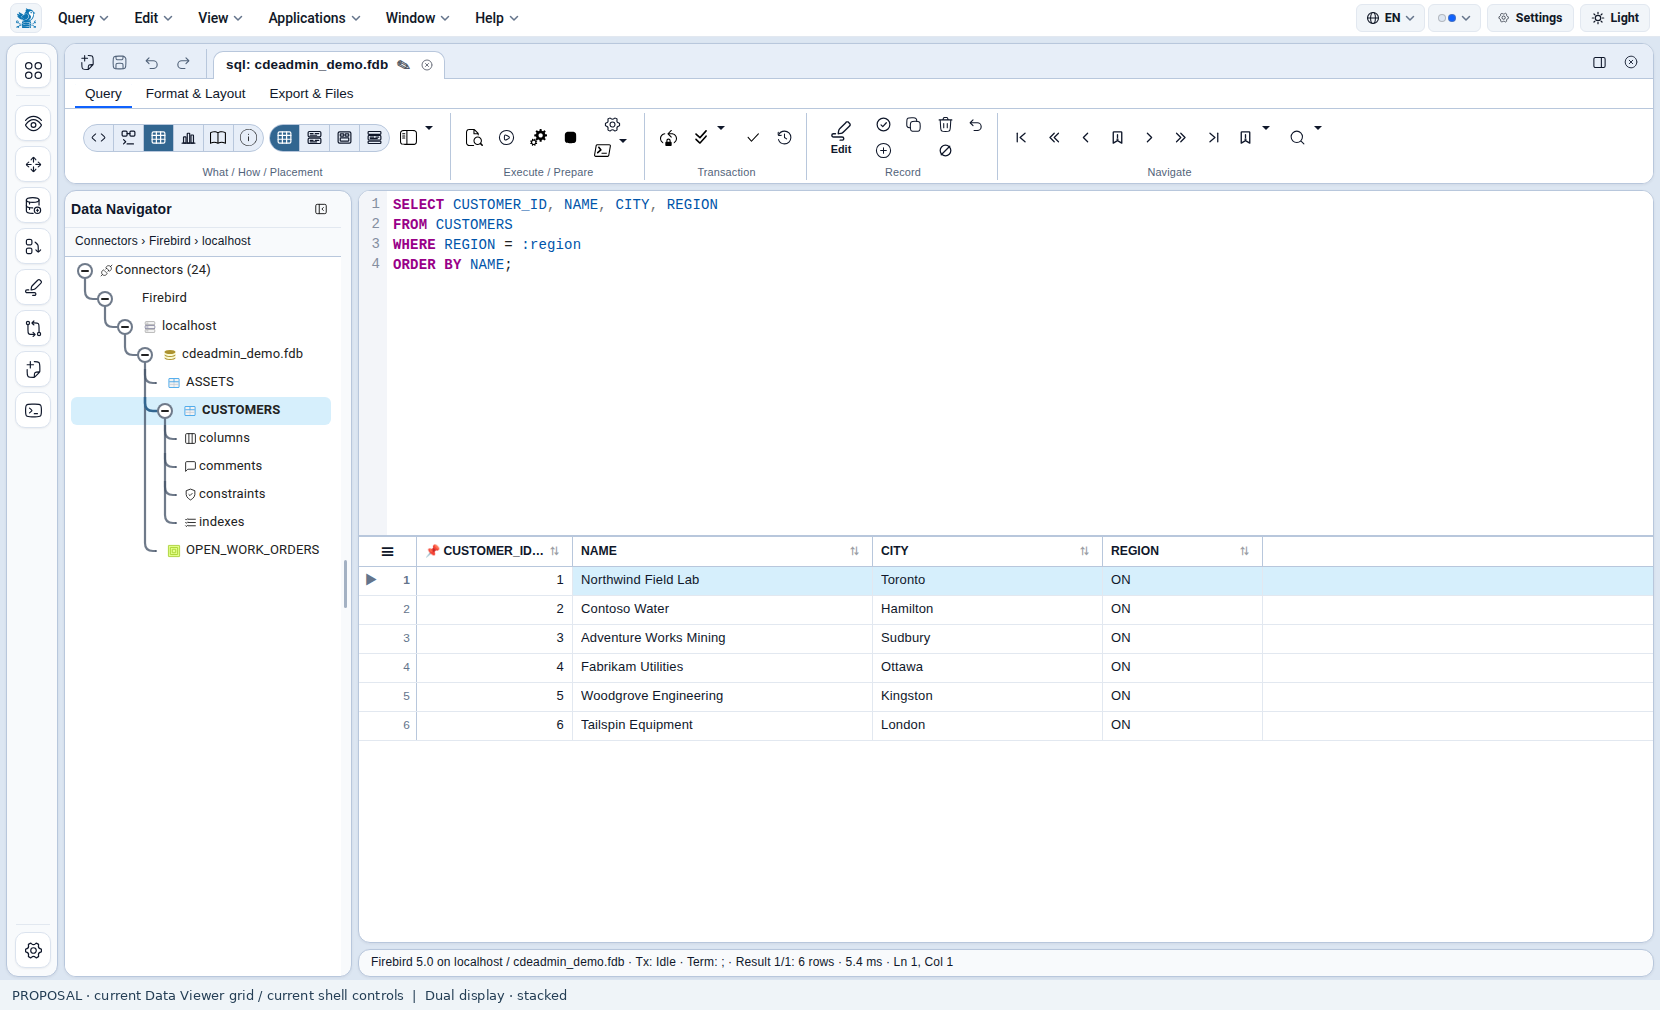 Query Edit View Applications Window Help EN Settings Light
sql: cdeadmin_demo.fdb
Query Format & Layout Export & Files
Edit
What / How / Placement Execute / Prepare Transaction Record Navigate
Data Navigator
Connectors › Firebird › localhost
Connectors (24)
Firebird
localhost
cdeadmin_demo.fdb
ASSETS
CUSTOMERS
columns
comments
constraints
indexes
OPEN_WORK_ORDERS
1 SELECT CUSTOMER_ID, NAME, CITY, REGION
2 FROM CUSTOMERS
3 WHERE REGION = :region
4 ORDER BY NAME;
CUSTOMER_ID... NAME CITY REGION
1 1 Northwind Field Lab Toronto ON
2 2 Contoso Water Hamilton ON
3 3 Adventure Works Mining Sudbury ON
4 4 Fabrikam Utilities Ottawa ON
5 5 Woodgrove Engineering Kingston ON
6 6 Tailspin Equipment London ON
Firebird 5.0 on localhost / cdeadmin_demo.fdb · Tx: Idle · Term: ; · Result 1/1: 6 rows · 5.4 ms · Ln 1, Col 1
PROPOSAL · current Data Viewer grid / current shell controls | Dual display · stacked